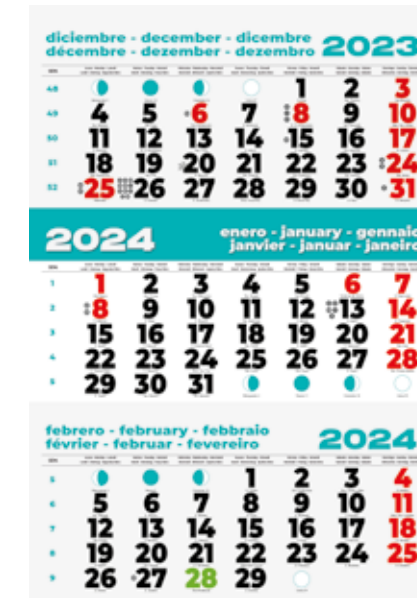 diciembre - december - dicembre
décembre - dezember - dezembro 2023
48 1 2 3
49 4 5 6 7 8 9 10
50 11 12 13 14 15 16 17
51 18 19 20 21 22 23 24
52 25 26 27 28 29 30 31
2024 enero - january - gennaio
janvier - januar - janeiro
1 1 2 3 4 5 6 7
2 8 9 10 11 12 13 14
3 15 16 17 18 19 20 21
4 22 23 24 25 26 27 28
5 29 30 31
febrero - february - febbraio
février - februar - fevereiro 2024
5 1 2 3 4
6 5 6 7 8 9 10 11
7 12 13 14 15 16 17 18
8 19 20 21 22 23 24 25
9 26 27 28 29